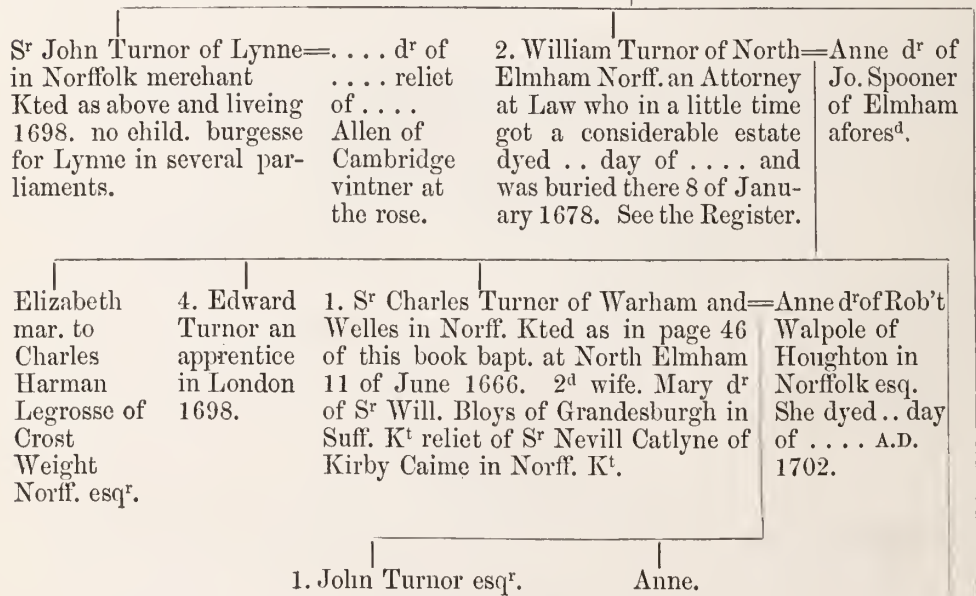 Sʳ John Turnor of Lynne=. . . . dʳ of
in Norffolk merchant . . . . reliet
Kted as above and liveing of . . . .
1698. no child. burgesse Allen of
for Lynne in several par- Cambridge
liaments. vintner at
the rose.
2. William Turnor of North=Anne dʳ of
Elmham Norff. an Attorney Jo. Spooner
at Law who in a little time of Elmham
got a considerable estate aforesᵈ.
dyed . . day of . . . . and
was buried there 8 of Janu-
ary 1678. See the Register.
Elizabeth
mar. to
Charles
Harman
Legrosse of
Crost
Weight
Norff. esqʳ.
4. Edward
Turnor an
apprentice
in London
1698.
1. Sʳ Charles Turner of Warham and=Anne dʳ of Rob't
Welles in Norff. Kted as in page 46 Walpole of
of this book bapt. at North Elmham Houghton in
11 of June 1666. 2ᵈ wife. Mary dʳ Norffolk esq.
of Sʳ Will. Bloys of Grandesburgh in She dyed . . day
Suff. Kᵗ relict of Sʳ Nevill Catlyne of of . . . . A.D.
Kirby Caime in Norff. Kᵗ. 1702.
1. John Turnor esqʳ. Anne.